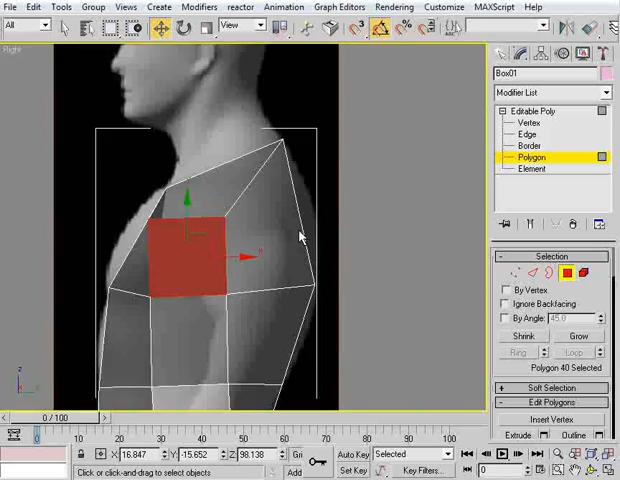 File Edit Tools Group Views Create Modifiers reactor Animation Graph Editors Rendering Customize MAXScript Help
All View
Right
Box01
Modifier List
Editable Poly
Vertex
Edge
Border
Polygon
Element
Selection
By Vertex
Ignore Backfacing
By Angle: 45.0
Shrink Grow
Ring Loop
Polygon 40 Selected
Soft Selection
Edit Polygons
Insert Vertex
Extrude Outline
z
x
0 / 100
0 10 20 30 40 50 60 70 80 90 100
X: 16.847 Y: -15.652 Z: 98.138 Auto Key Selected
Click or click-and-drag to select objects Set Key Key Filters... 0